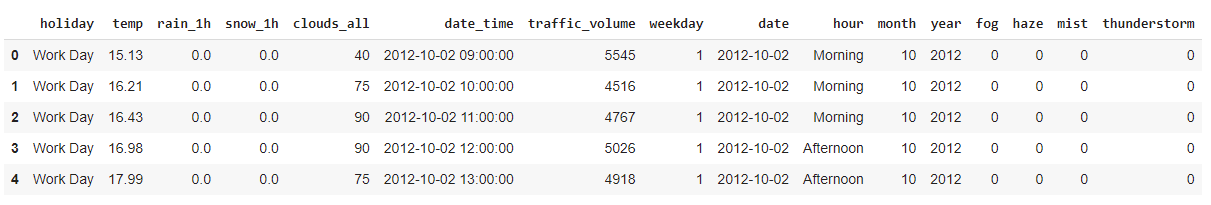 holiday temp rain_1h snow_1h clouds_all date_time traffic_volume weekday date hour month year fog haze mist thunderstorm
0 Work Day 15.13 0.0 0.0 40 2012-10-02 09:00:00 5545 1 2012-10-02 Morning 10 2012 0 0 0 0
1 Work Day 16.21 0.0 0.0 75 2012-10-02 10:00:00 4516 1 2012-10-02 Morning 10 2012 0 0 0 0
2 Work Day 16.43 0.0 0.0 90 2012-10-02 11:00:00 4767 1 2012-10-02 Morning 10 2012 0 0 0 0
3 Work Day 16.98 0.0 0.0 90 2012-10-02 12:00:00 5026 1 2012-10-02 Afternoon 10 2012 0 0 0 0
4 Work Day 17.99 0.0 0.0 75 2012-10-02 13:00:00 4918 1 2012-10-02 Afternoon 10 2012 0 0 0 0